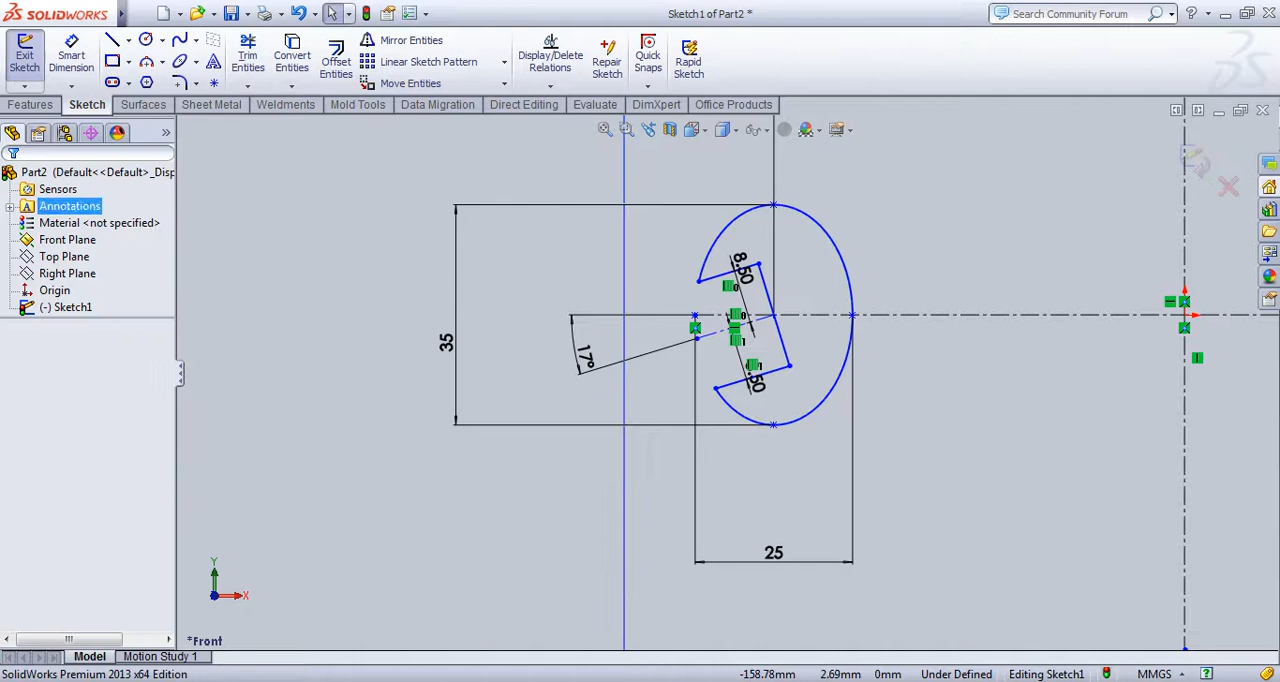 SOLIDWORKS
Sketch1 of Part2 *
Search Community Forum
Exit Sketch
Smart Dimension
Trim Entities
Convert Entities
Offset Entities
Mirror Entities
Linear Sketch Pattern
Move Entities
Display/Delete Relations
Repair Sketch
Quick Snaps
Rapid Sketch
Features Sketch Surfaces Sheet Metal Weldments Mold Tools Data Migration Direct Editing Evaluate DimXpert Office Products
Part2 (Default<<Default>_Disp
Sensors
A Annotations
Material <not specified>
Front Plane
Top Plane
Right Plane
Origin
(-) Sketch1
8.50
35
17°
.50
25
Y
X
*Front
Model Motion Study 1
SolidWorks Premium 2013 x64 Edition
-158.78mm 2.69mm 0mm Under Defined Editing Sketch1 MMGS